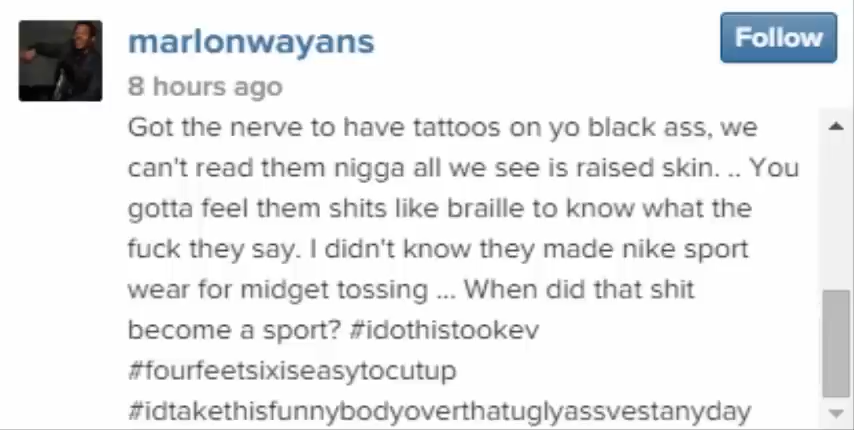 marlonwayans
Follow
8 hours ago
Got the nerve to have tattoos on yo black ass, we
can't read them nigga all we see is raised skin. .. You
gotta feel them shits like braille to know what the
fuck they say. I didn't know they made nike sport
wear for midget tossing ... When did that shit
become a sport? #idothistookev
#fourfeetsixiseasytocutup
#idtakethisfunnybodyoverthatuglyassvestanyday